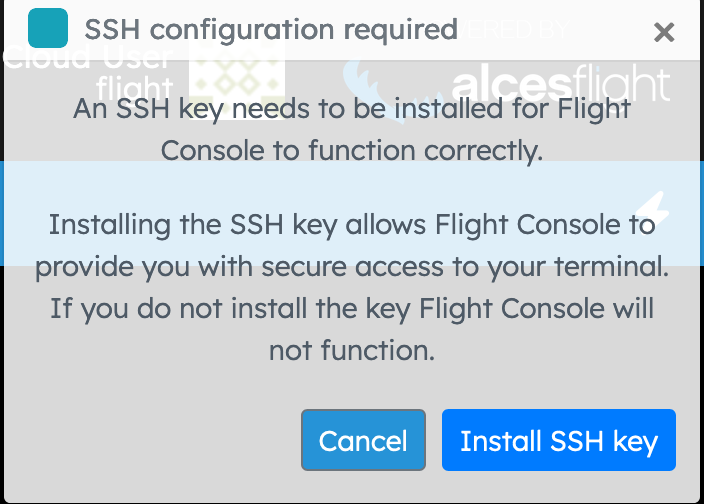 SSH configuration required
POWERED BY
Cloud User
flight
alcesflight
An SSH key needs to be installed for Flight
Console to function correctly.
Installing the SSH key allows Flight Console to
provide you with secure access to your terminal.
If you do not install the key Flight Console will
not function.
Cancel
Install SSH key